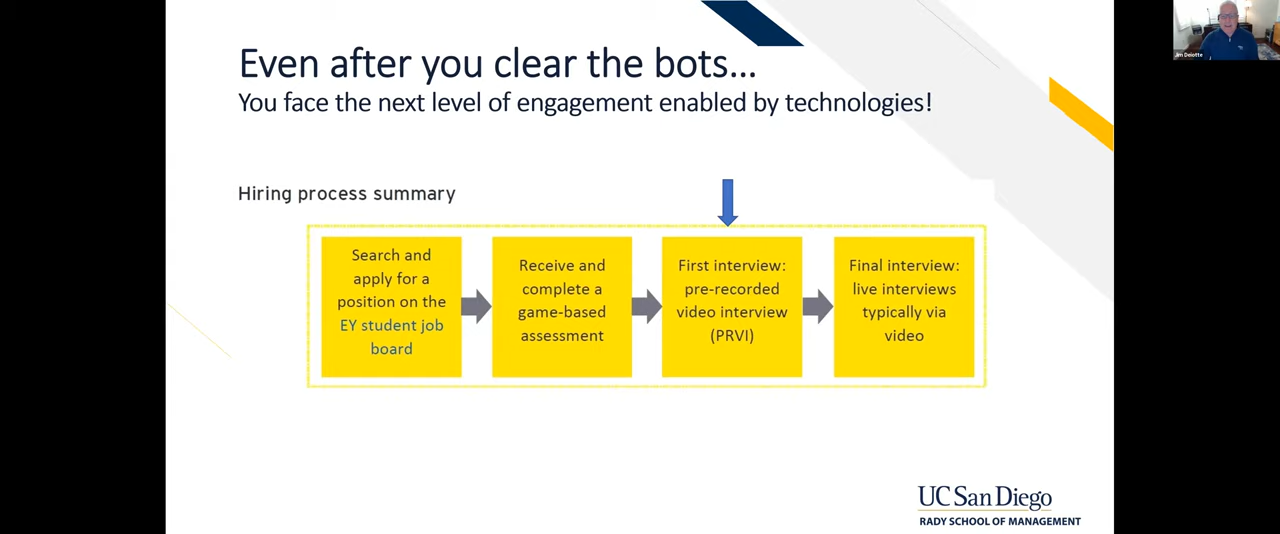 Even after you clear the bots...
You face the next level of engagement enabled by technologies!
Jim Deiotte
Hiring process summary
Search and
apply for a
position on the
EY student job
board
Receive and
complete a
game-based
assessment
First interview:
pre-recorded
video interview
(PRVI)
Final interview:
live interviews
typically via
video
UC San Diego
RADY SCHOOL OF MANAGEMENT